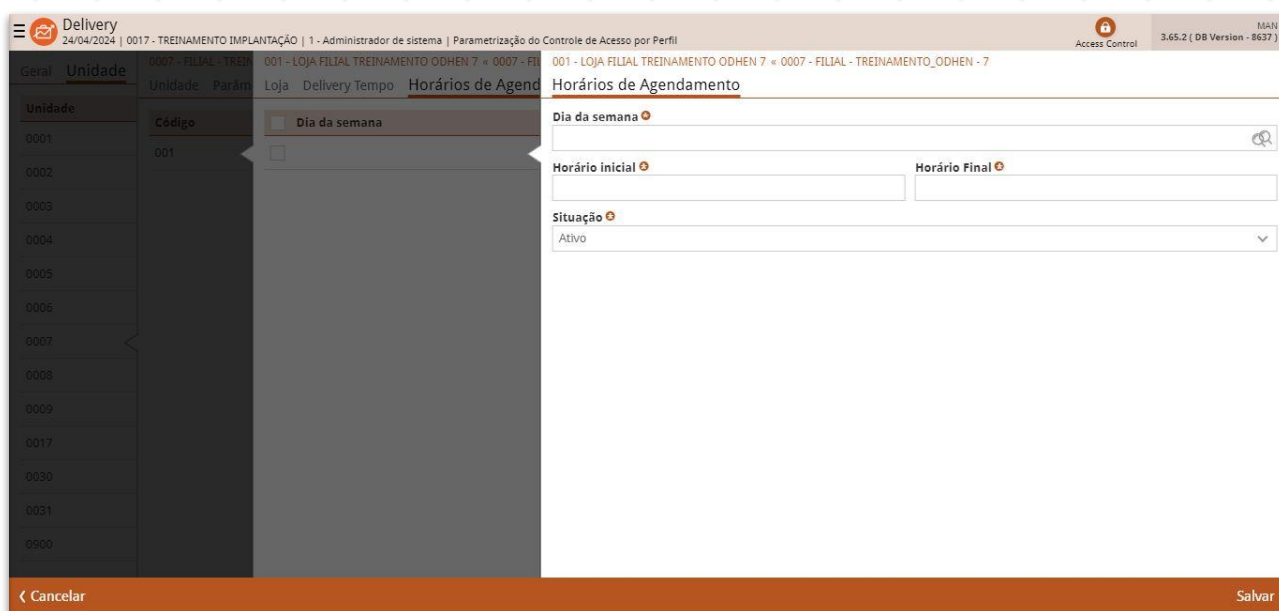 Delivery
24/04/2024 | 0017 - TREINAMENTO IMPLANTAÇÃO | 1 - Administrador de sistema | Parametrização do Controle de Acesso por Perfil
Access Control
MAN
3.65.2 ( DB Version - 8637 )
Geral Unidade
Unidade
0001
0002
0003
0004
0005
0006
0007
0008
0009
0017
0030
0031
0900
0007 - FILIAL - TREIN
Unidade Parâm
Código
001
001 - LOJA FILIAL TREINAMENTO ODHEN 7 « 0007 - FIL
Loja Delivery Tempo Horários de Agend
Dia da semana
001 - LOJA FILIAL TREINAMENTO ODHEN 7 « 0007 - FILIAL - TREINAMENTO_ODHEN - 7
Horários de Agendamento
Dia da semana
Horário inicial Horário Final
Situação
Ativo
Cancelar Salvar